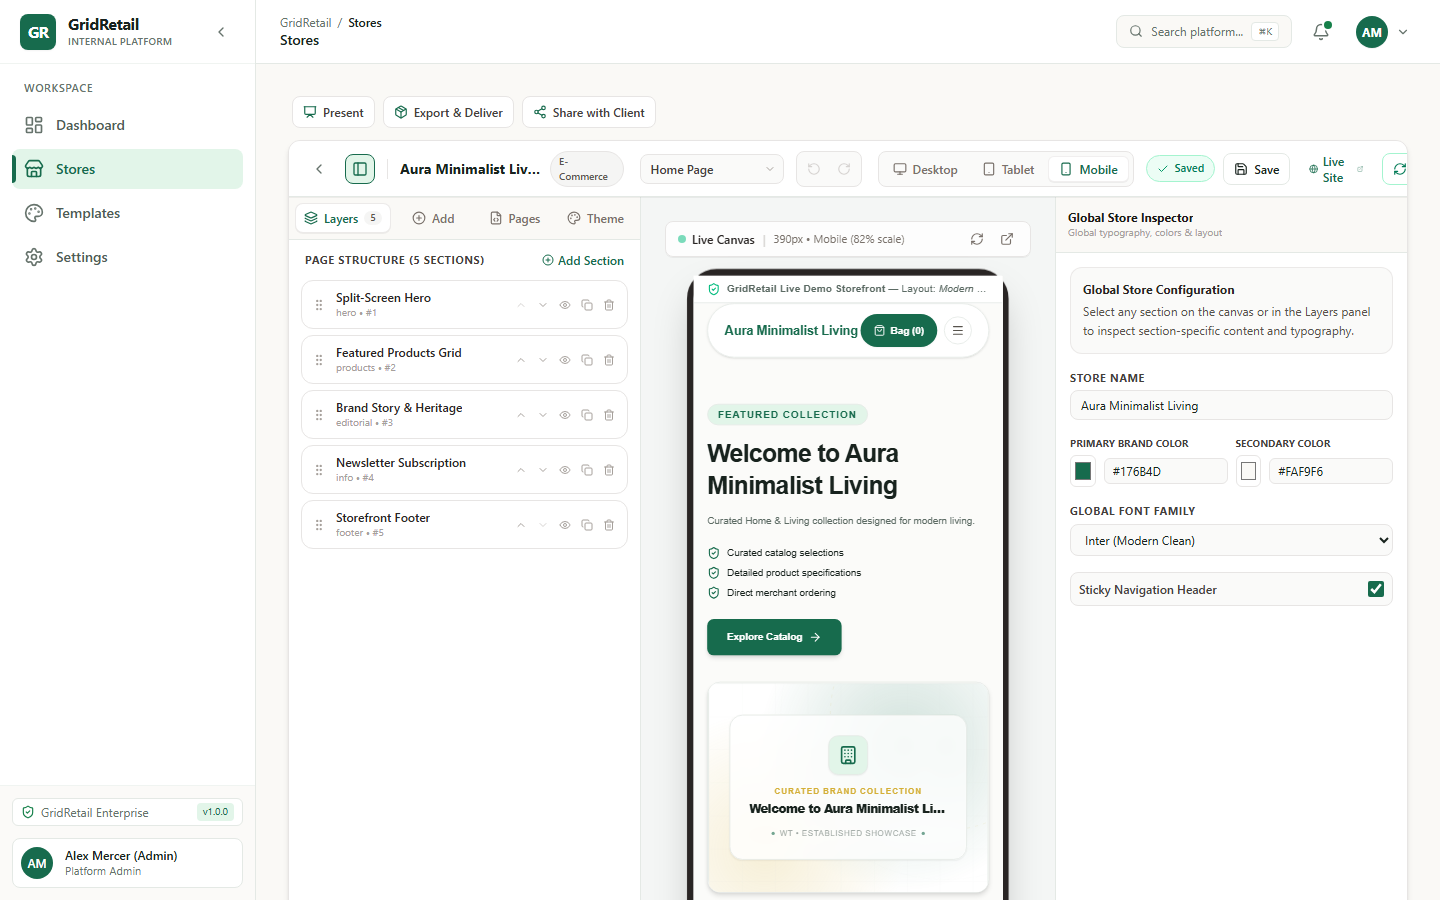 GR
GridRetail
INTERNAL PLATFORM
GridRetail / Stores
Stores
Search platform... ⌘K
AM
WORKSPACE
Dashboard
Stores
Templates
Settings
GridRetail Enterprise v1.0.0
AM
Alex Mercer (Admin)
Platform Admin
Present
Export & Deliver
Share with Client
Aura Minimalist Liv...
E-
Commerce
Home Page
Desktop
Tablet
Mobile
Saved
Save
Live
Site
Layers 5
Add
Pages
Theme
PAGE STRUCTURE (5 SECTIONS)
Add Section
Split-Screen Hero
hero • #1
Featured Products Grid
products • #2
Brand Story & Heritage
editorial • #3
Newsletter Subscription
info • #4
Storefront Footer
footer • #5
Live Canvas | 390px • Mobile (82% scale)
GridRetail Live Demo Storefront — Layout: Modern ...
Aura Minimalist Living
Bag (0)
FEATURED COLLECTION
Welcome to Aura
Minimalist Living
Curated Home & Living collection designed for modern living.
Curated catalog selections
Detailed product specifications
Direct merchant ordering
Explore Catalog
CURATED BRAND COLLECTION
Welcome to Aura Minimalist Li...
• WT • ESTABLISHED SHOWCASE •
Global Store Inspector
Global typography, colors & layout
Global Store Configuration
Select any section on the canvas or in the Layers panel
to inspect section-specific content and typography.
STORE NAME
Aura Minimalist Living
PRIMARY BRAND COLOR
SECONDARY COLOR
#176B4D
#FAF9F6
GLOBAL FONT FAMILY
Inter (Modern Clean)
Sticky Navigation Header